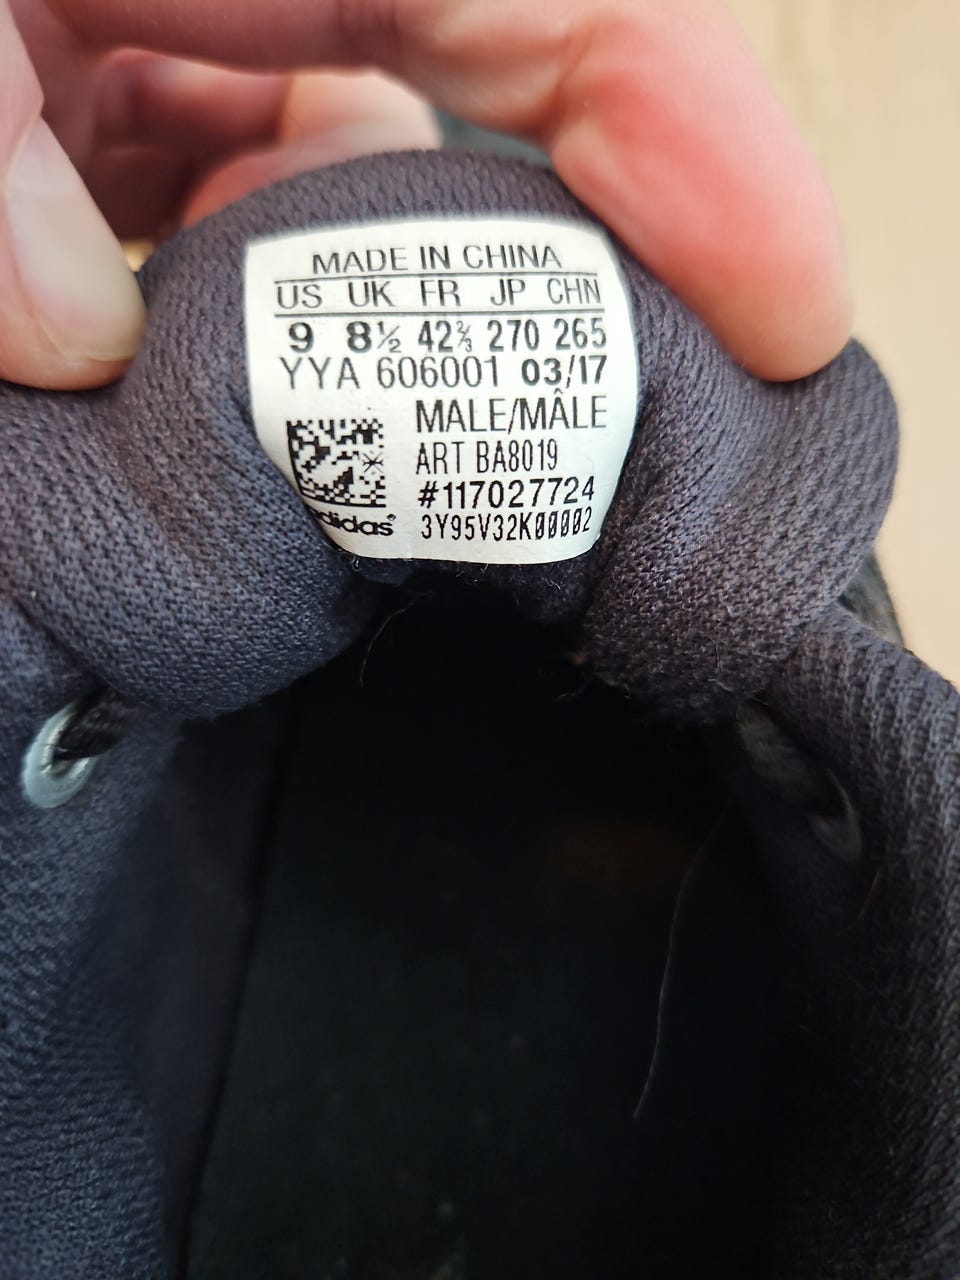 MADE IN CHINA
US UK FR JP CHN
9 8½ 42⅔ 270 265
YYA 606001 03/17
MALE/MÂLE
ART BA8019
#117027724
adidas® 3Y95V32K00002